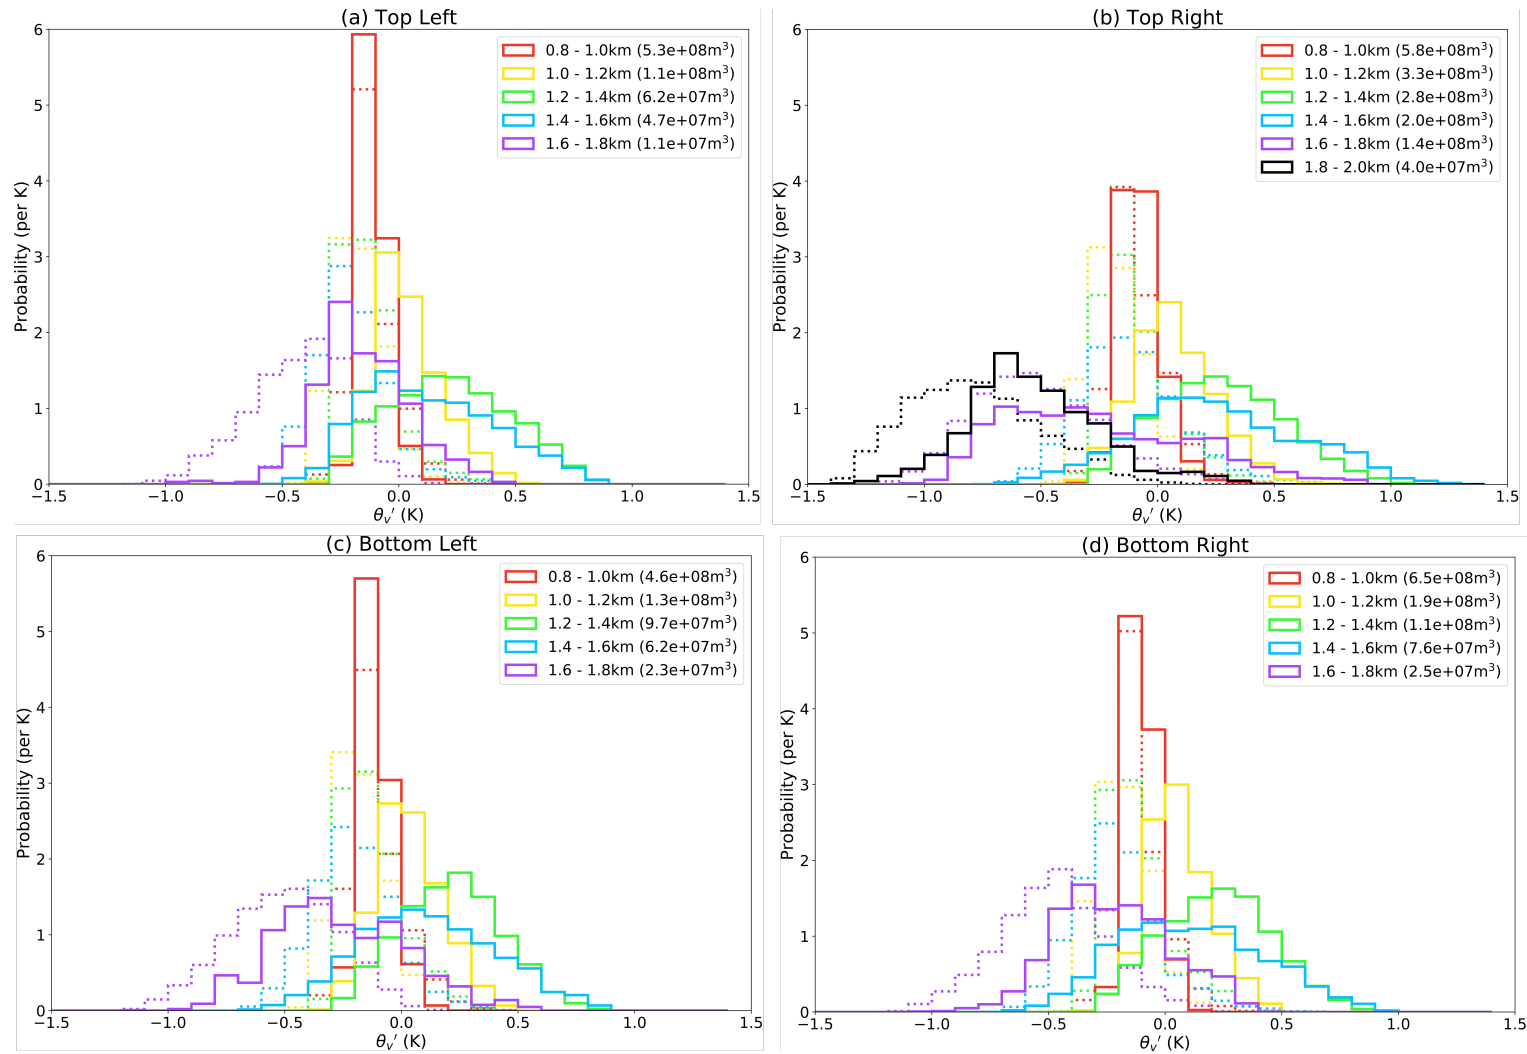 (a) Top Left
Probability (per K)
6
5
4
3
2
1
0
0.8 - 1.0km (5.3e+08m³)
1.0 - 1.2km (1.1e+08m³)
1.2 - 1.4km (6.2e+07m³)
1.4 - 1.6km (4.7e+07m³)
1.6 - 1.8km (1.1e+07m³)
−1.5 −1.0 −0.5 0.0 0.5 1.0 1.5
θᵥ′ (K)
(b) Top Right
Probability (per K)
6
5
4
3
2
1
0
0.8 - 1.0km (5.8e+08m³)
1.0 - 1.2km (3.3e+08m³)
1.2 - 1.4km (2.8e+08m³)
1.4 - 1.6km (2.0e+08m³)
1.6 - 1.8km (1.4e+08m³)
1.8 - 2.0km (4.0e+07m³)
−1.5 −1.0 −0.5 0.0 0.5 1.0 1.5
θᵥ′ (K)
(c) Bottom Left
Probability (per K)
6
5
4
3
2
1
0
0.8 - 1.0km (4.6e+08m³)
1.0 - 1.2km (1.3e+08m³)
1.2 - 1.4km (9.7e+07m³)
1.4 - 1.6km (6.2e+07m³)
1.6 - 1.8km (2.3e+07m³)
−1.5 −1.0 −0.5 0.0 0.5 1.0 1.5
θᵥ′ (K)
(d) Bottom Right
Probability (per K)
6
5
4
3
2
1
0
0.8 - 1.0km (6.5e+08m³)
1.0 - 1.2km (1.9e+08m³)
1.2 - 1.4km (1.1e+08m³)
1.4 - 1.6km (7.6e+07m³)
1.6 - 1.8km (2.5e+07m³)
−1.5 −1.0 −0.5 0.0 0.5 1.0 1.5
θᵥ′ (K)